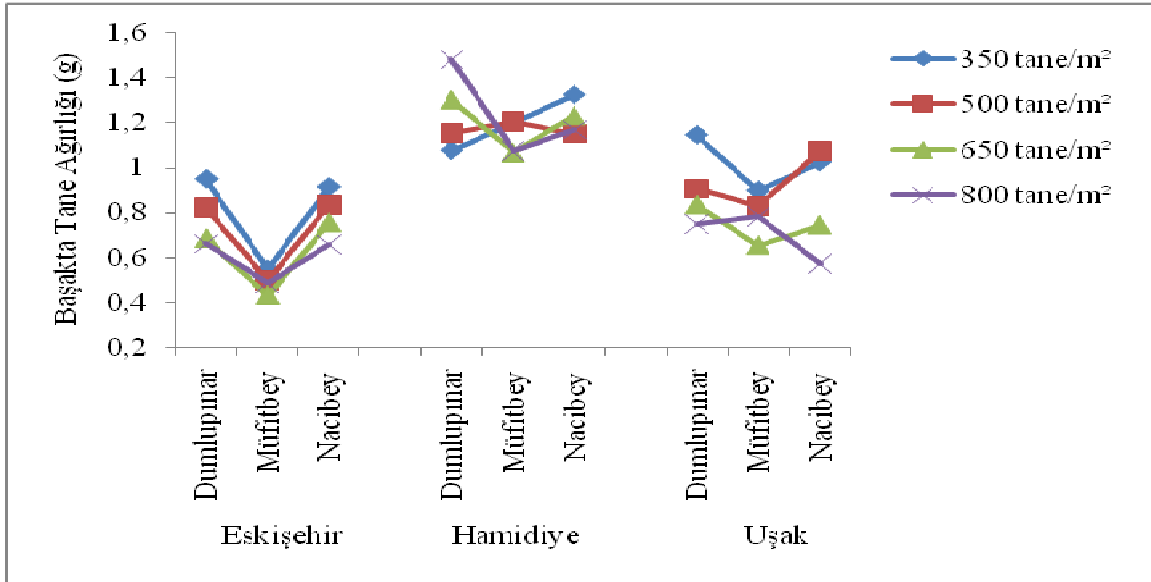 Başakta Tane Ağırlığı (g)
1,6
1,4
1,2
1
0,8
0,6
0,4
0,2
Dumlupınar
Müfitbey
Nacibey
Dumlupınar
Müfitbey
Nacibey
Dumlupınar
Müfitbey
Nacibey
Eskişehir
Hamidiye
Uşak
350 tane/m²
500 tane/m²
650 tane/m²
800 tane/m²